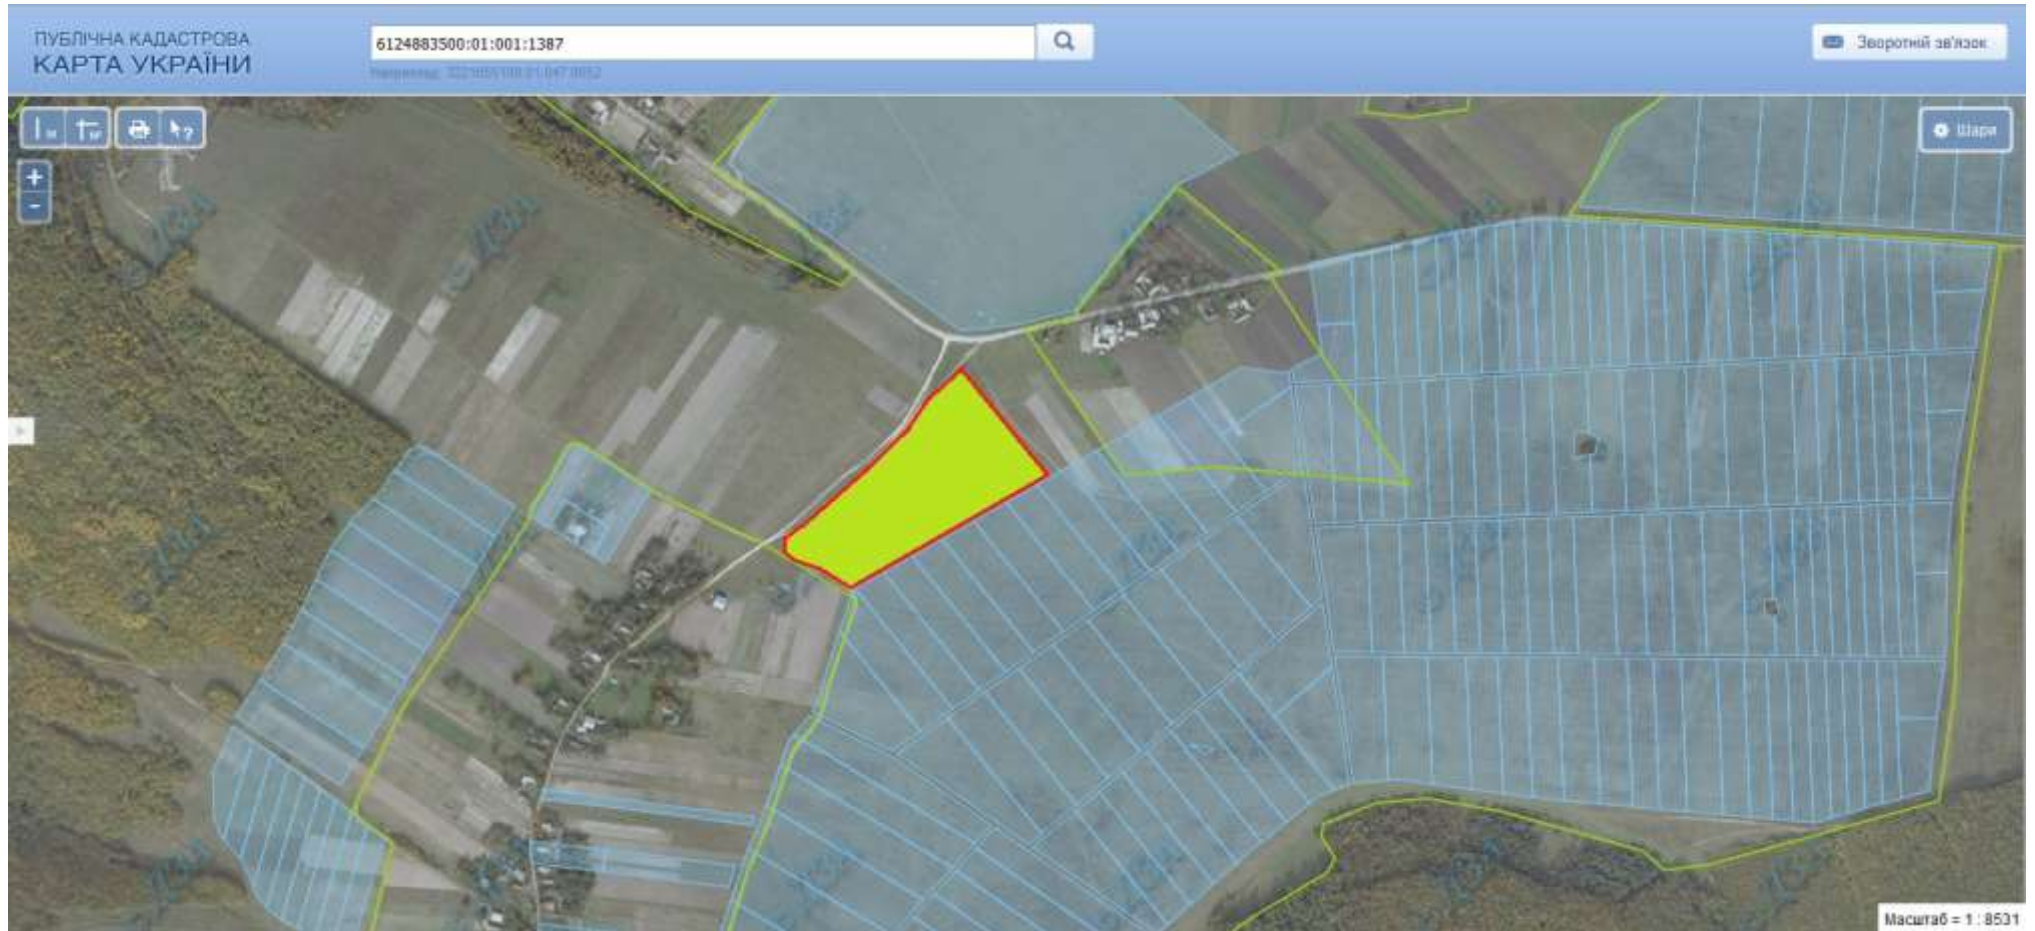 ПУБЛІЧНА КАДАСТРОВА
КАРТА УКРАЇНИ
6124883500:01:001:1387
Зворотній зв'язок
Шари
+
-
Масштаб = 1 : 8531